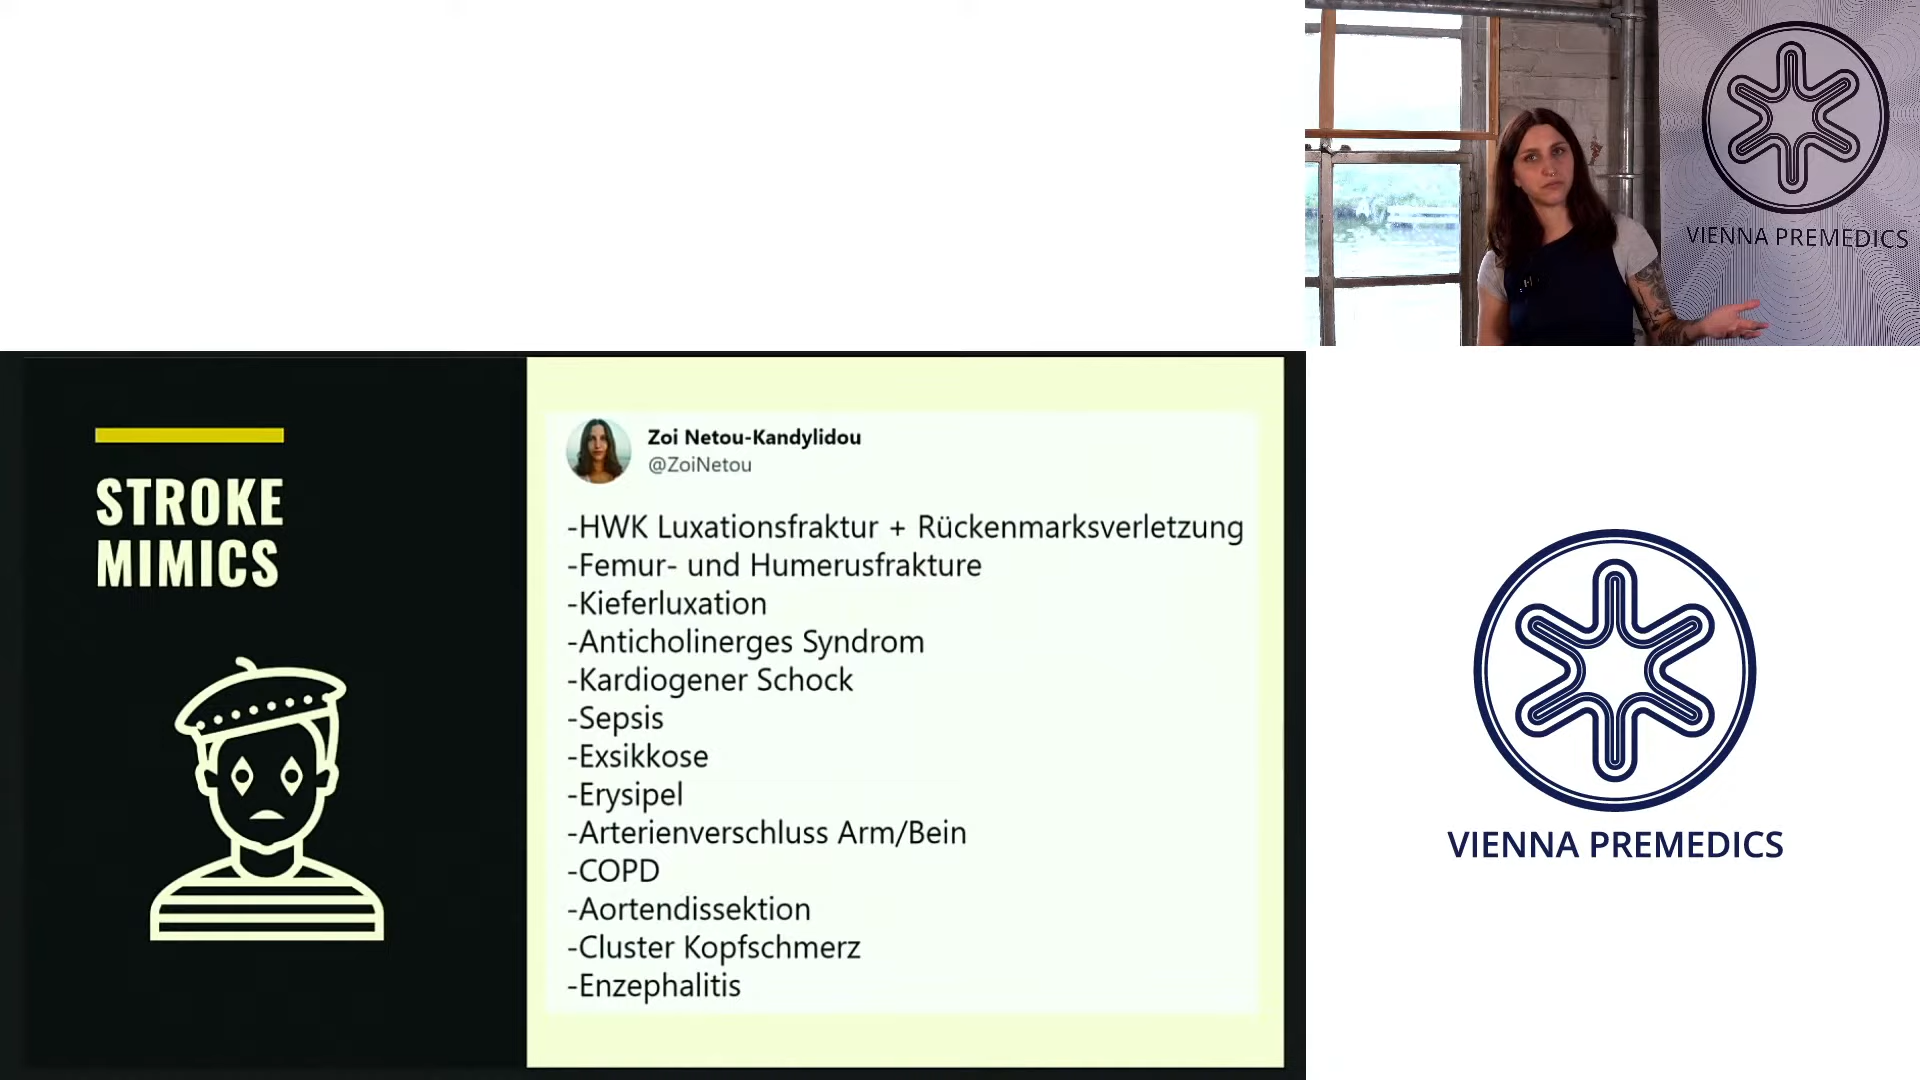 VIENNA PREMEDICS
STROKE
MIMICS
Zoi Netou-Kandylidou
@ZoiNetou
-HWK Luxationsfraktur + Rückenmarksverletzung
-Femur- und Humerusfrakture
-Kieferluxation
-Anticholinerges Syndrom
-Kardiogener Schock
-Sepsis
-Exsikkose
-Erysipel
-Arterienverschluss Arm/Bein
-COPD
-Aortendissektion
-Cluster Kopfschmerz
-Enzephalitis
VIENNA PREMEDICS